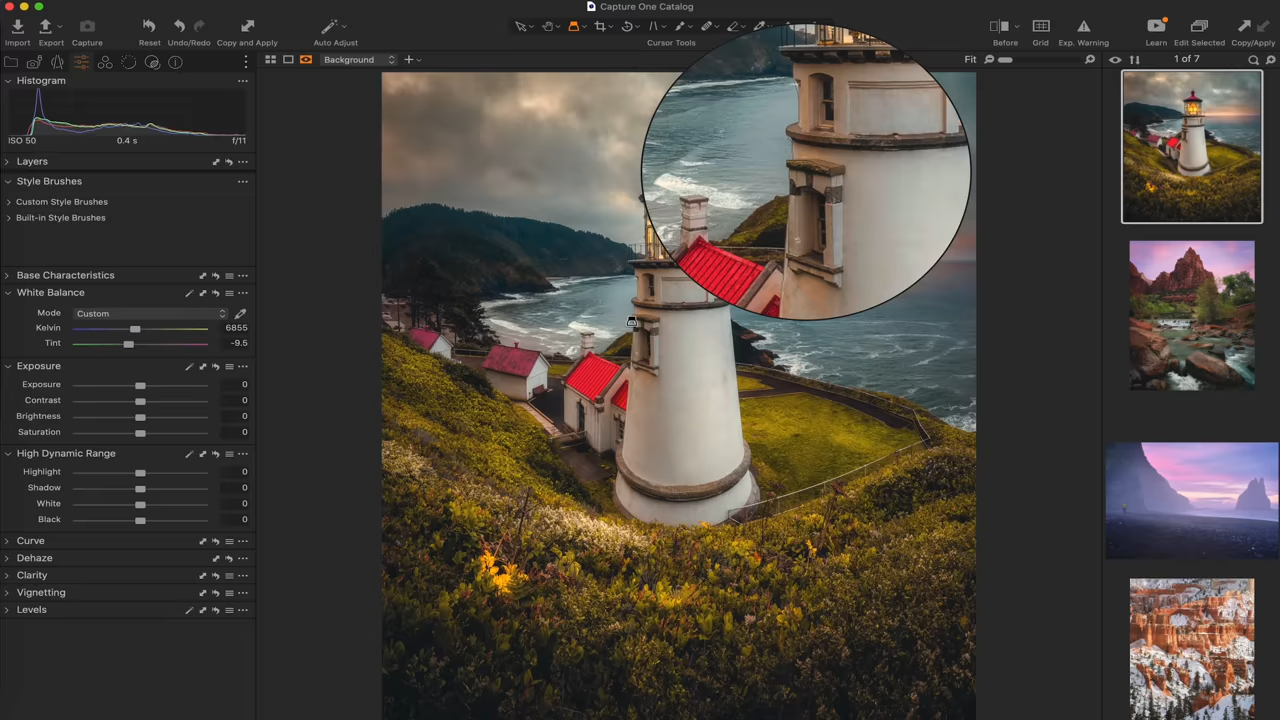 Capture One Catalog
Import Export Capture Reset Undo/Redo Copy and Apply Auto Adjust Cursor Tools Before Grid Exp. Warning Learn Edit Selected Copy/Apply
Background Fit 1 of 7
Histogram
ISO 50 0.4 s f/11
Layers
Style Brushes
Custom Style Brushes
Built-in Style Brushes
Base Characteristics
White Balance
Mode Custom
Kelvin 6855
Tint -9.5
Exposure
Exposure 0
Contrast 0
Brightness 0
Saturation 0
High Dynamic Range
Highlight 0
Shadow 0
White 0
Black 0
Curve
Dehaze
Clarity
Vignetting
Levels